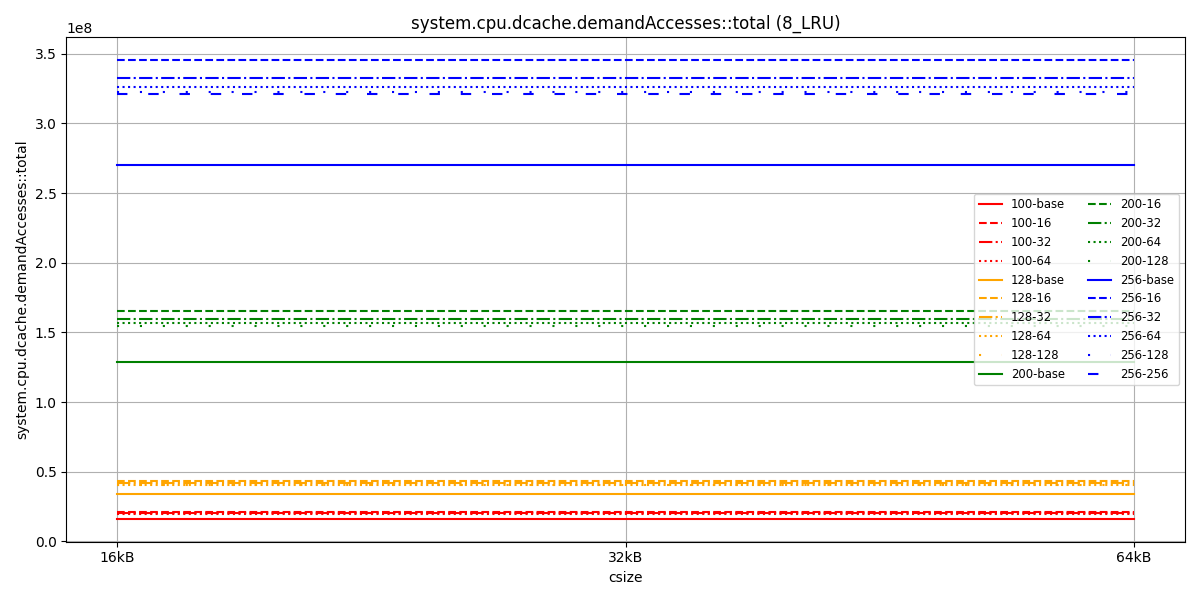 system.cpu.dcache.demandAccesses::total (8_LRU)
1e8
3.5
3.0
2.5
2.0
1.5
1.0
0.5
0.0
system.cpu.dcache.demandAccesses::total
16kB
32kB
64kB
csize
100-base
100-16
100-32
100-64
128-base
128-16
128-32
128-64
128-128
200-base
200-16
200-32
200-64
200-128
256-base
256-16
256-32
256-64
256-128
256-256